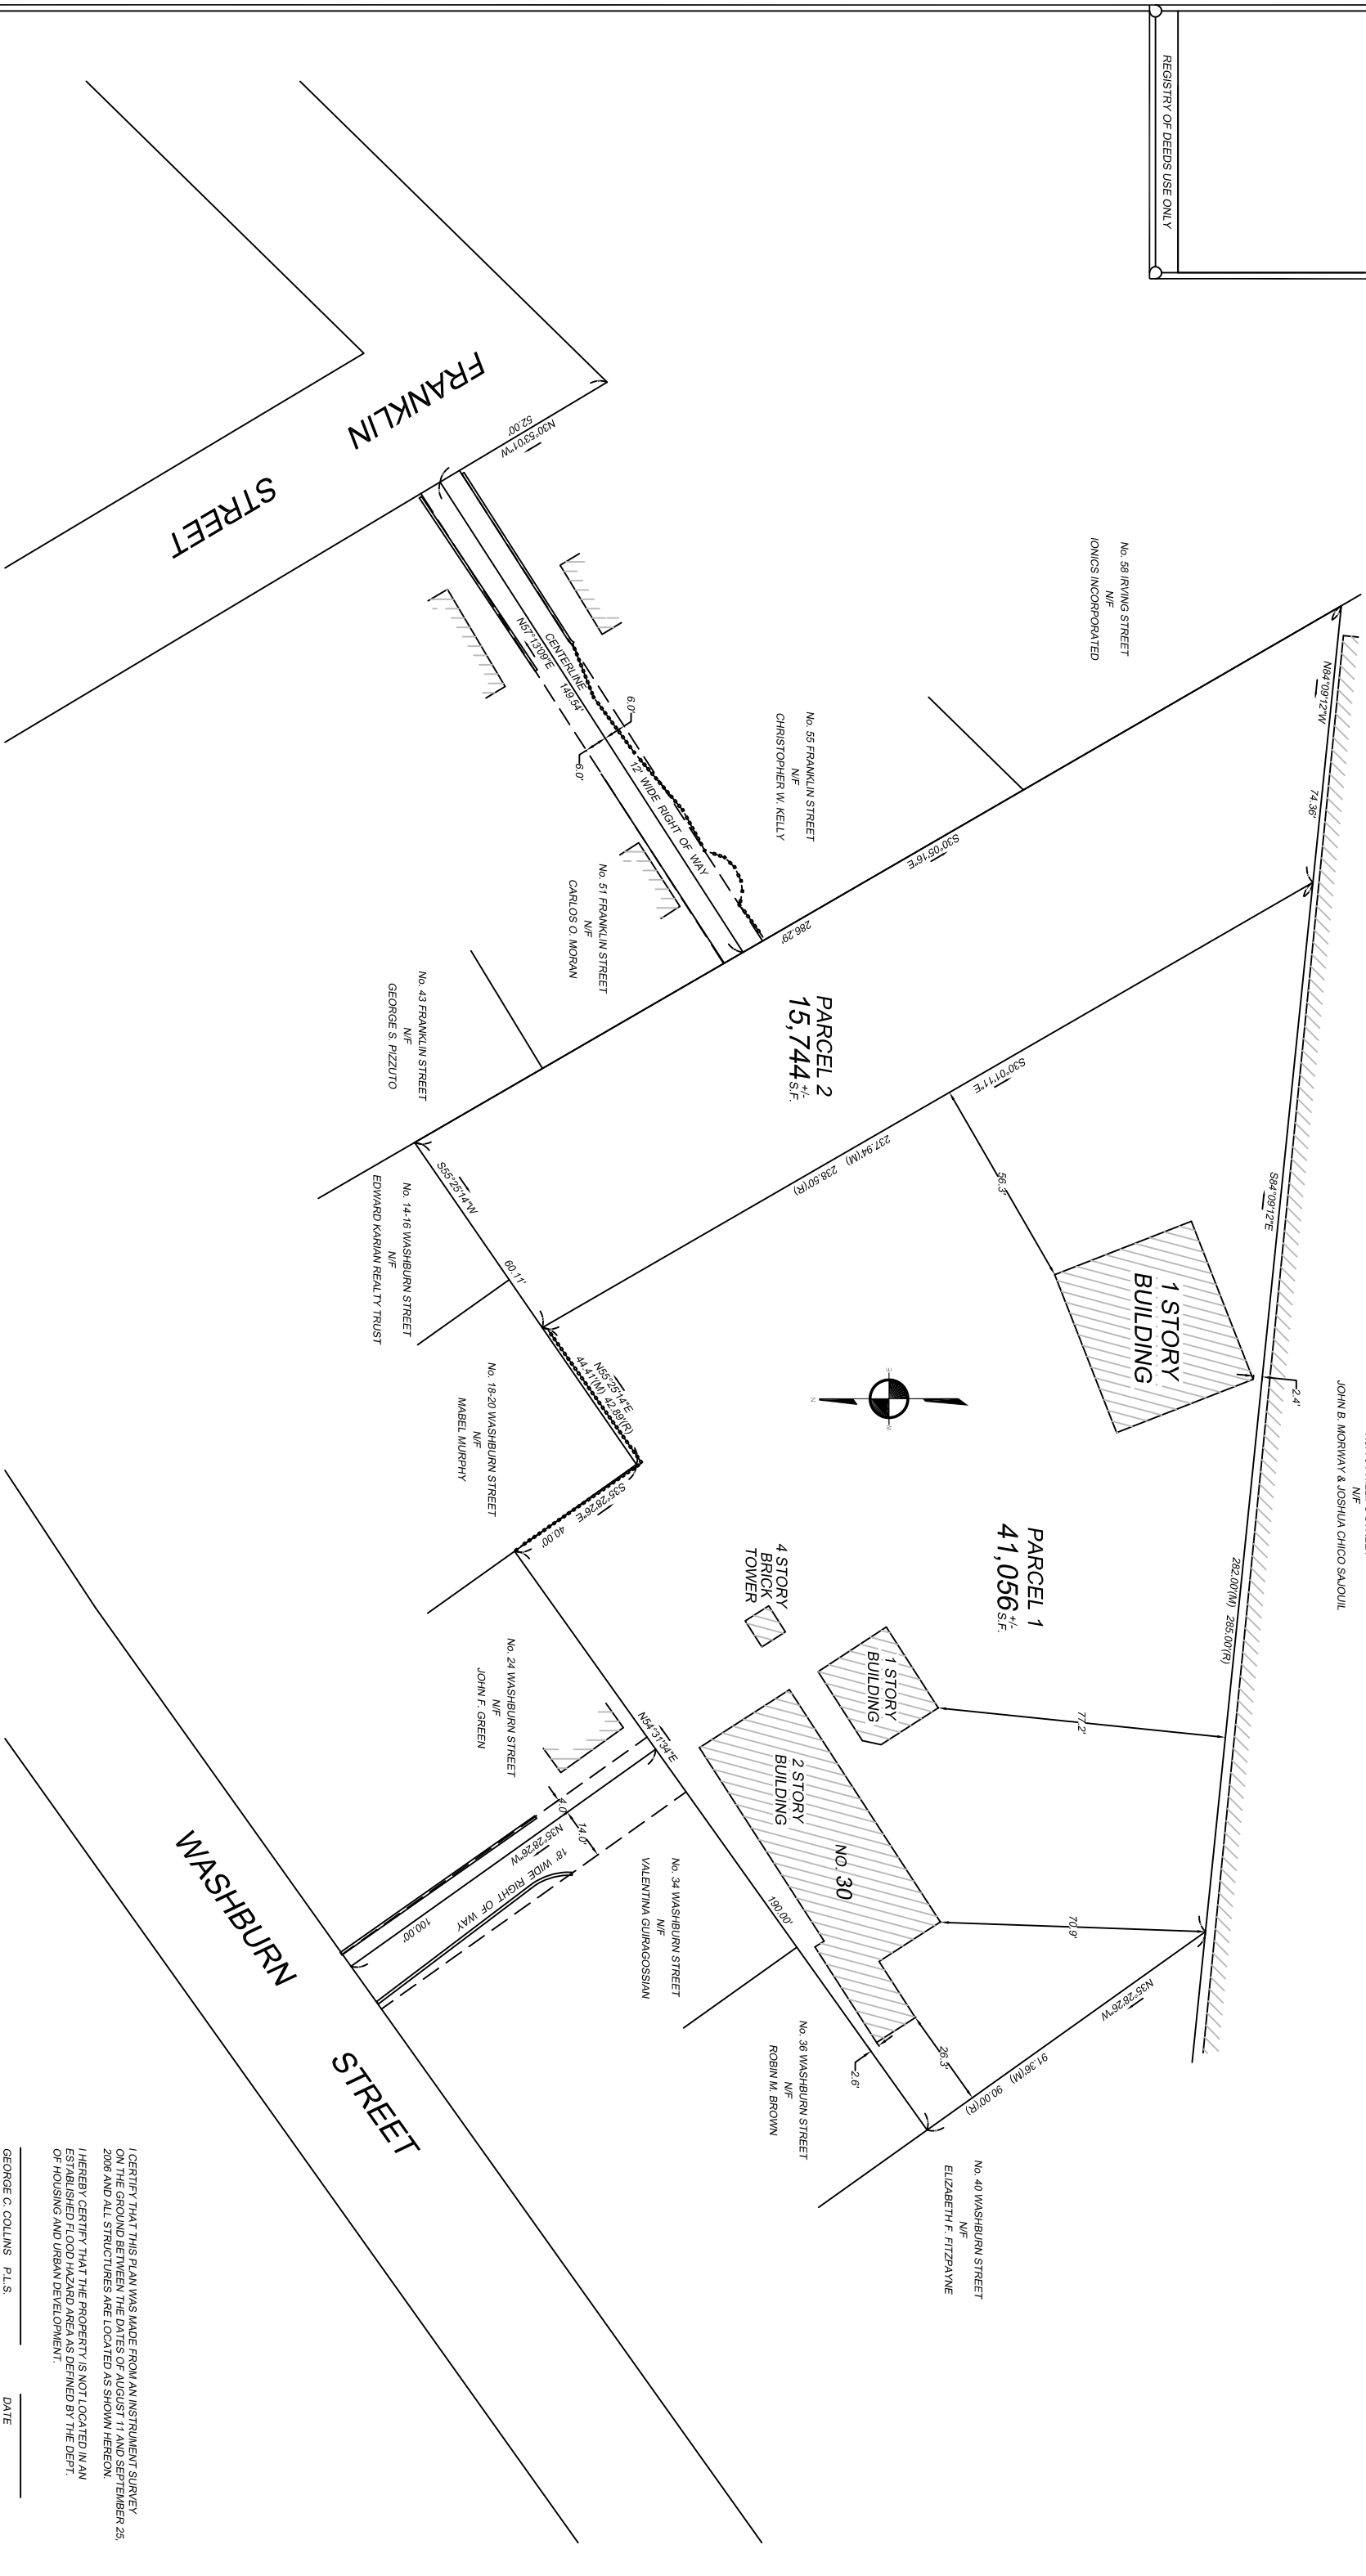 REGISTRY OF DEEDS USE ONLY
FRANKLIN
STREET
N30°53'01"W
52.00'
No. 58 IRVING STREET
N/F
IONICS INCORPORATED
N84°09'12"W
74.36'
CENTERLINE
N57°13'09"E 149.54'
6.0'
6.0'
12' WIDE RIGHT OF WAY
No. 55 FRANKLIN STREET
N/F
CHRISTOPHER W. KELLY
S30°05'16"E
286.29'
No. 51 FRANKLIN STREET
N/F
CARLOS O. MORAN
No. 43 FRANKLIN STREET
N/F
GEORGE S. PIZZUTO
PARCEL 2
15,744 +/- S.F.
S30°01'11"E
237.94'(M) 238.50'(R)
56.3'
S84°09'12"E
282.00'(M) 285.00'(R)
1 STORY
BUILDING
2.4'
N/F
JOHN B. MORWAY & JOSHUA CHICO SAJOUIL
S55°25'14"W
60.11'
No. 14-16 WASHBURN STREET
N/F
EDWARD KARIAN REALTY TRUST
N55°25'14"E
44.41'(M) 42.89'(R)
No. 18-20 WASHBURN STREET
N/F
MABEL MURPHY
S35°28'26"E
40.00'
N
E
W
PARCEL 1
41,056 +/- S.F.
4 STORY
BRICK
TOWER
1 STORY
BUILDING
77.2'
2 STORY
BUILDING
NO. 30
70.9'
N54°31'34"E
190.00'
No. 24 WASHBURN STREET
N/F
JOHN F. GREEN
4.0'
14.0'
N35°28'26"W
100.00'
18' WIDE RIGHT OF WAY
No. 34 WASHBURN STREET
N/F
VALENTINA GUIRAGOSSIAN
No. 36 WASHBURN STREET
N/F
ROBIN M. BROWN
2.6'
26.3'
N35°28'26"W
91.36'(M) 90.00'(R)
No. 40 WASHBURN STREET
N/F
ELIZABETH F. FITZPAYNE
WASHBURN
STREET
I CERTIFY THAT THIS PLAN WAS MADE FROM AN INSTRUMENT SURVEY
ON THE GROUND BETWEEN THE DATES OF AUGUST 11 AND SEPTEMBER 25,
2006 AND ALL STRUCTURES ARE LOCATED AS SHOWN HEREON.
I HEREBY CERTIFY THAT THE PROPERTY IS NOT LOCATED IN AN
ESTABLISHED FLOOD HAZARD AREA AS DEFINED BY THE DEPT.
OF HOUSING AND URBAN DEVELOPMENT.
GEORGE C. COLLINS P.L.S.
DATE